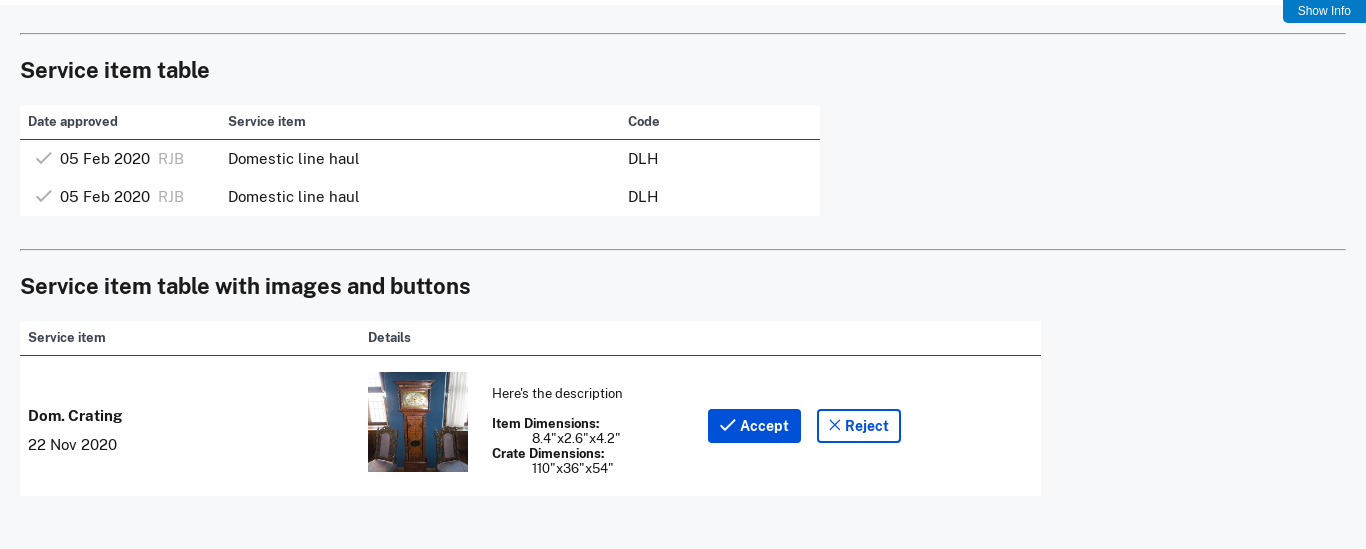 Show Info
Service item table
Date approved Service item Code
05 Feb 2020 RJB Domestic line haul DLH
05 Feb 2020 RJB Domestic line haul DLH
Service item table with images and buttons
Service item Details
Dom. Crating
22 Nov 2020
Here's the description
Item Dimensions:
8.4"x2.6"x4.2"
Crate Dimensions:
110"x36"x54"
Accept Reject